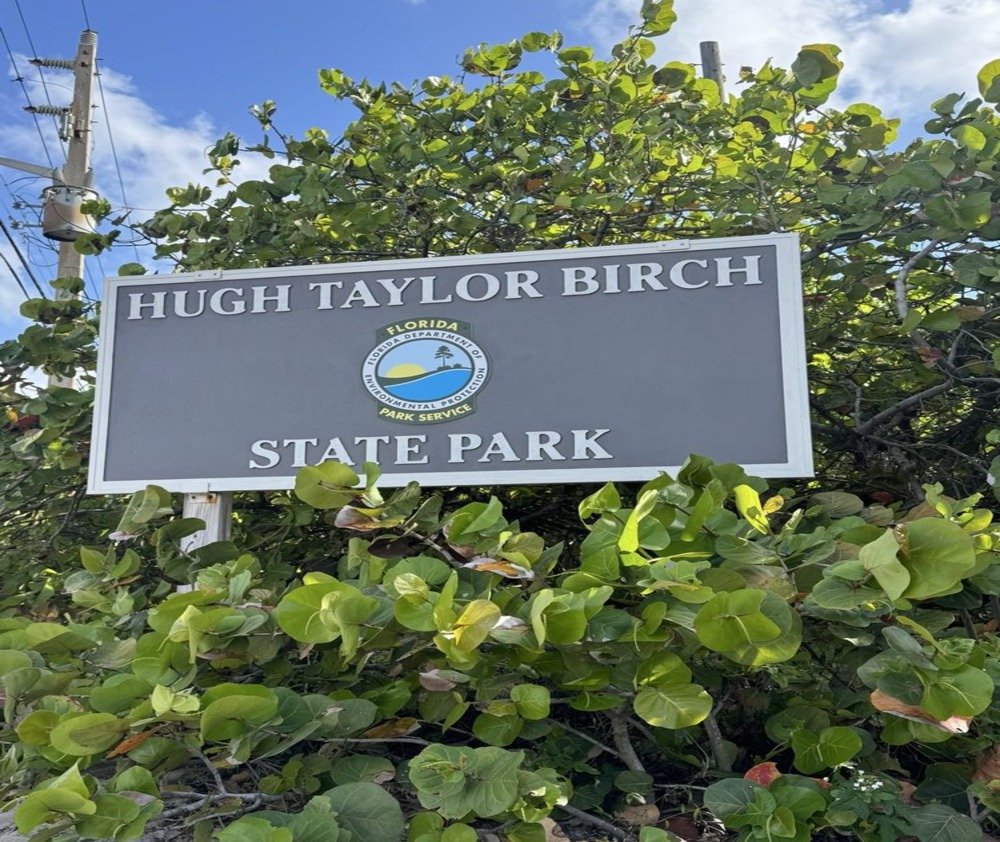 HUGH TAYLOR BIRCH
FLORIDA
FLORIDA DEPARTMENT OF
ENVIRONMENTAL PROTECTION
PARK SERVICE
STATE PARK